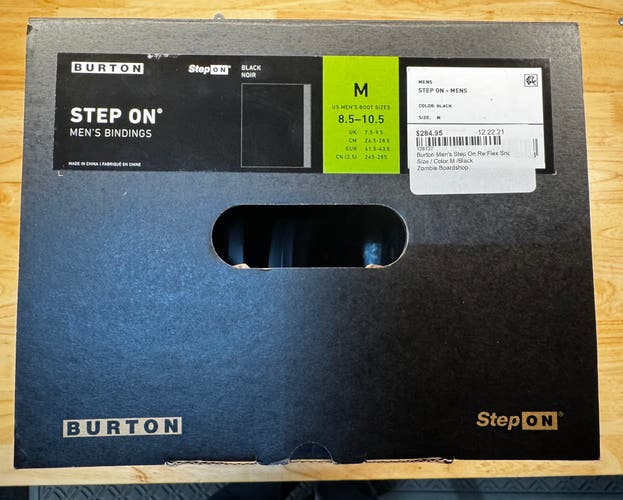 BURTON
Step ON®
BLACK
NOIR
STEP ON®
MEN'S BINDINGS
MADE IN CHINA / FABRIQUÉ EN CHINE
M
US MEN'S BOOT SIZES
8.5–10.5
UK 7.5-9.5
CM 26.5-28.5
EUR 41.5-43.5
CN (2.5) 265-285
MENS
STEP ON - MENS
COLOR: BLACK
SIZE: M
$284.95 12.22.21
128727
Burton Men's Step On Re:Flex Sno
Size / Color:M /Black
Zombie Boardshop
BURTON
Step ON®